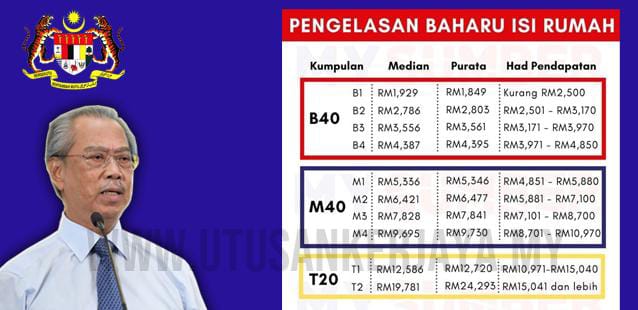 PENGELASAN BAHARU ISI RUMAH
Kumpulan Median Purata Had Pendapatan
B40
B1 RM1,929 RM1,849 Kurang RM2,500
B2 RM2,786 RM2,803 RM2,501 - RM3,170
B3 RM3,556 RM3,561 RM3,171 - RM3,970
B4 RM4,387 RM4,395 RM3,971 - RM4,850
M40
M1 RM5,336 RM5,346 RM4,851 - RM5,880
M2 RM6,421 RM6,477 RM5,881 - RM7,100
M3 RM7,828 RM7,841 RM7,101 - RM8,700
M4 RM9,695 RM9,730 RM8,701 - RM10,970
T20
T1 RM12,586 RM12,720 RM10,971-RM15,040
T2 RM19,781 RM24,293 RM15,041 dan lebih
WWW.UTUSANKERJAYA.MY